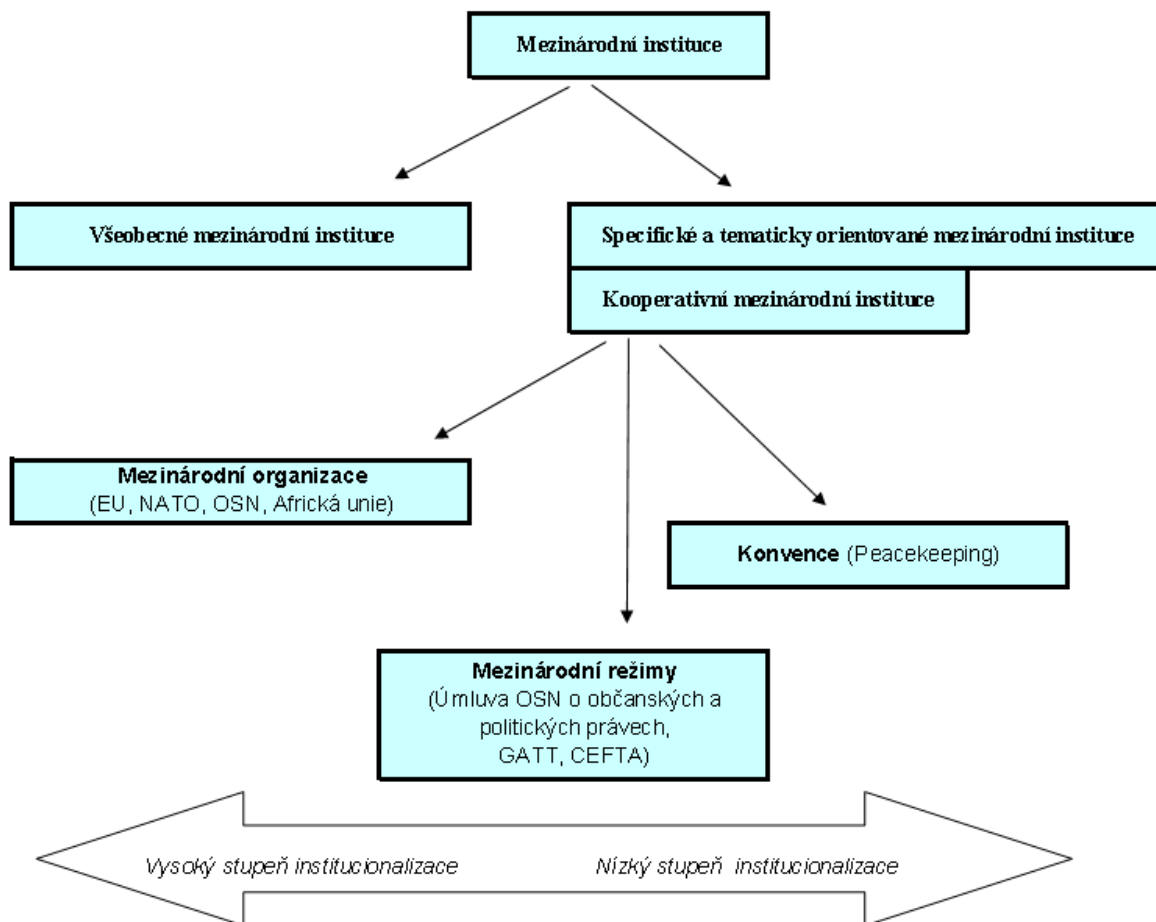 Mezinárodní instituce
Všeobecné mezinárodní instituce
Specifické a tematicky orientované mezinárodní instituce
Kooperativní mezinárodní instituce
Mezinárodní organizace
(EU, NATO, OSN, Africká unie)
Konvence (Peacekeeping)
Mezinárodní režimy
(Úmluva OSN o občanských a
politických právech,
GATT, CEFTA)
Vysoký stupeň institucionalizace
Nízký stupeň institucionalizace